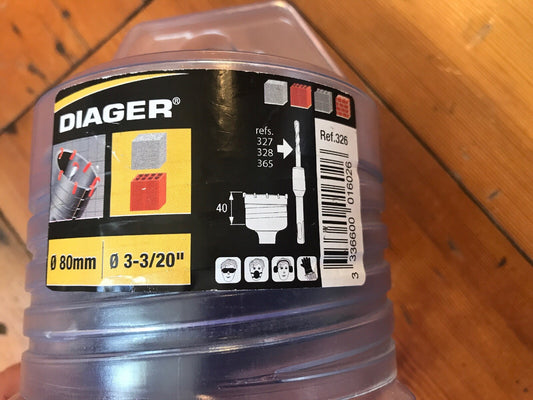 DIAGER®
refs.
327
328
365
40
Ø 80mm
Ø 3-3/20"
Ref.326
3 336600 016026